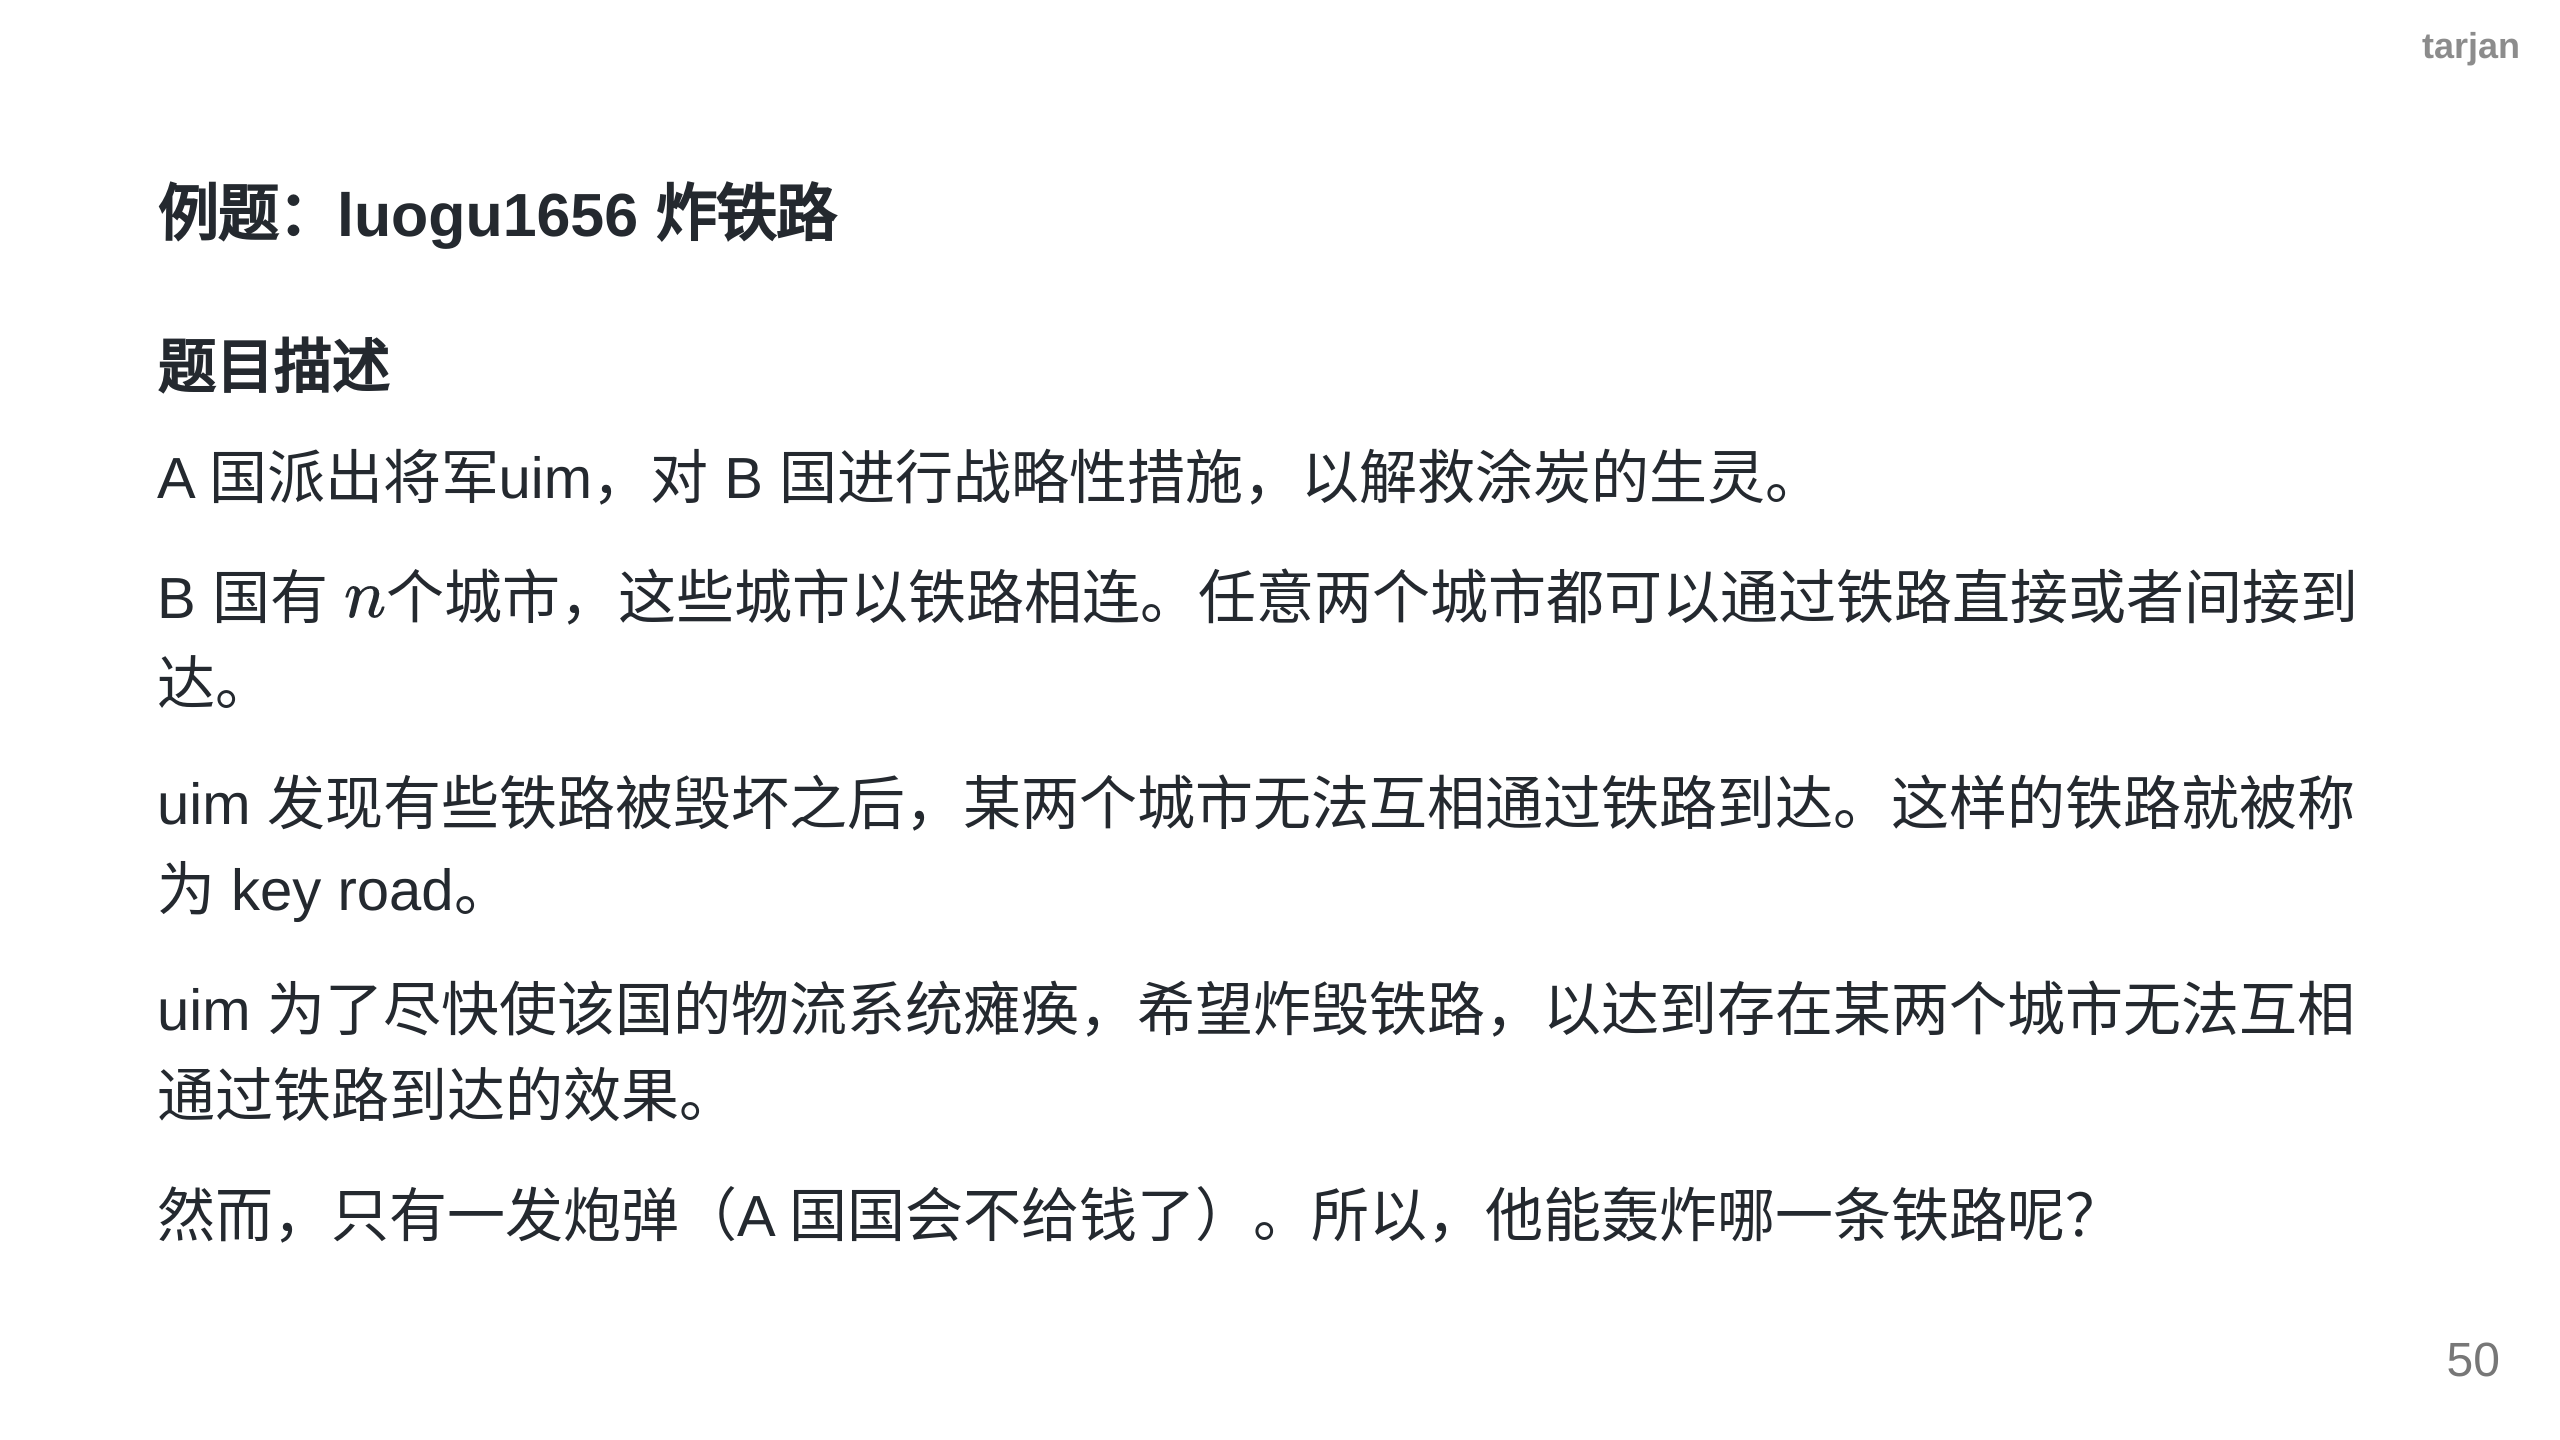 tarjan
例题：luogu1656 炸铁路
题目描述
A 国派出将军uim，对 B 国进行战略性措施，以解救涂炭的生灵。
B 国有 n个城市，这些城市以铁路相连。任意两个城市都可以通过铁路直接或者间接到
达。
uim 发现有些铁路被毁坏之后，某两个城市无法互相通过铁路到达。这样的铁路就被称
为 key road。
uim 为了尽快使该国的物流系统瘫痪，希望炸毁铁路，以达到存在某两个城市无法互相
通过铁路到达的效果。
然而，只有一发炮弹（A 国国会不给钱了）。所以，他能轰炸哪一条铁路呢？
50